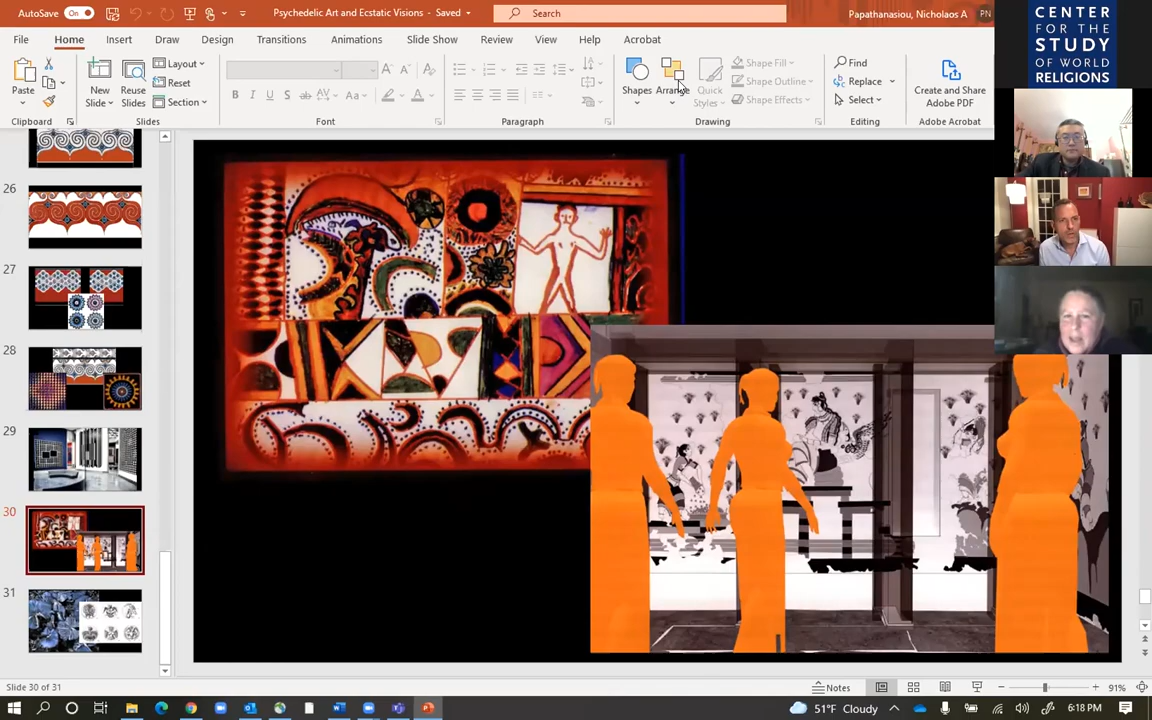 AutoSave On Psychedelic Art and Ecstatic Visions - Saved Search Papathanasiou, Nicholaos A PN
File Home Insert Draw Design Transitions Animations Slide Show Review View Help Acrobat
Paste
Clipboard
New Slide
Reuse Slides
Layout
Reset
Section
Slides
B I U S ab AV Aa A A A A
Font
Paragraph
Shapes
Arrange
Quick Styles
Shape Fill
Shape Outline
Shape Effects
Drawing
Find
Replace
Select
Editing
Create and Share Adobe PDF
Adobe Acrobat
CENTER
FOR THE
STUDY
OF WORLD
RELIGIONS
26
27
28
29
30
31
Slide 30 of 31 Notes 91%
51°F Cloudy 6:18 PM